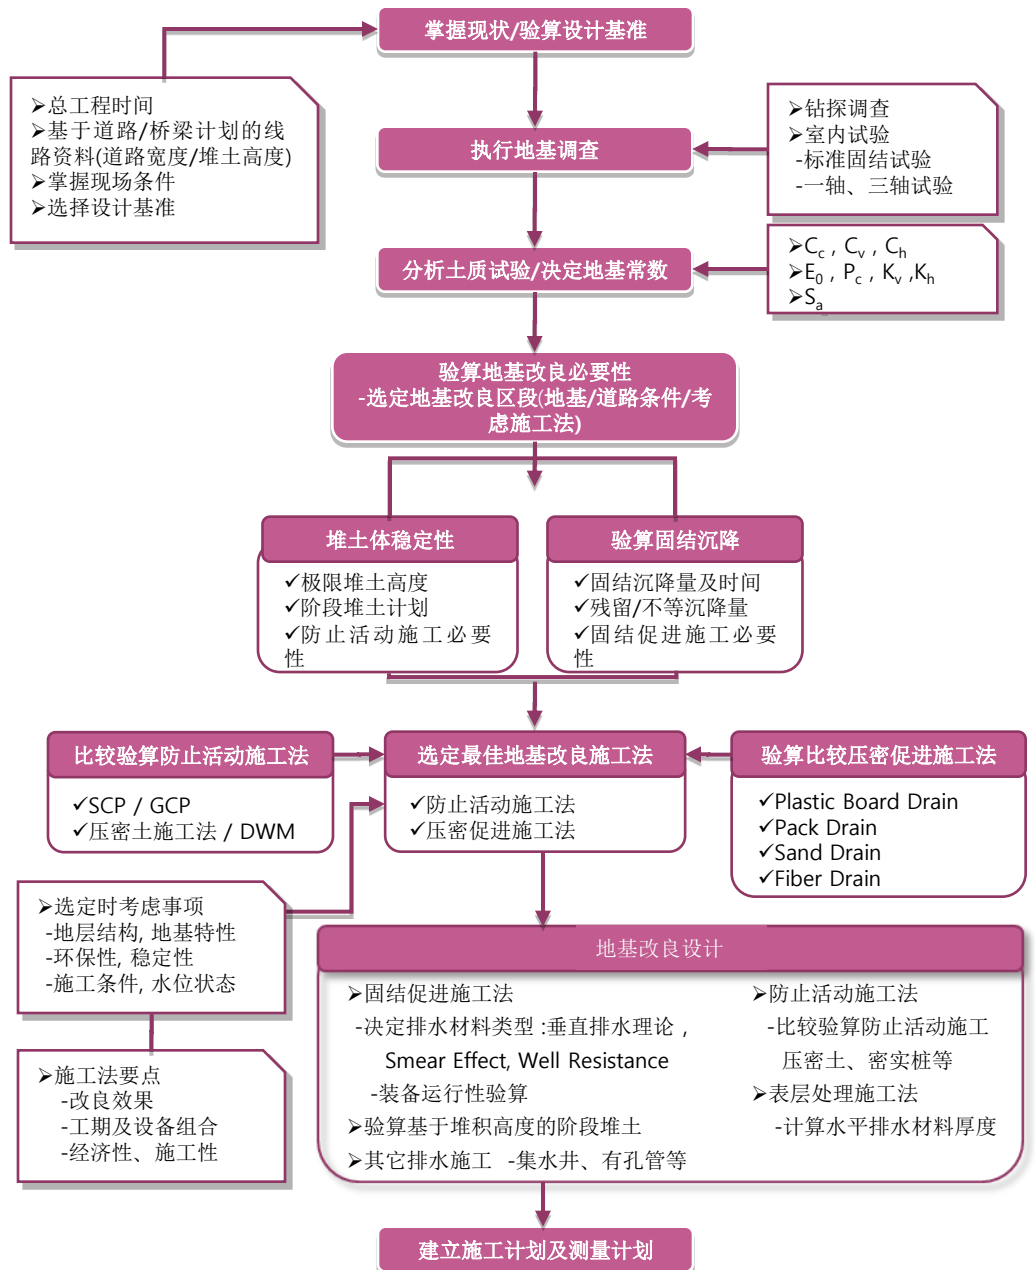 掌握现状/验算设计基准
➢总工程时间
➢基于道路/桥梁计划的线
路资料(道路宽度/堆土高度)
➢掌握现场条件
➢选择设计基准
➢钻探调查
➢室内试验
-标准固结试验
-一轴、三轴试验
执行地基调查
分析土质试验/决定地基常数
➢Cc , Cv , Ch
➢E0 , Pc , Kv ,Kh
➢Sa
验算地基改良必要性
-选定地基改良区段(地基/道路条件/考
虑施工法)
堆土体稳定性
✓极限堆土高度
✓阶段堆土计划
✓防止活动施工必要
性
验算固结沉降
✓固结沉降量及时间
✓残留/不等沉降量
✓固结促进施工必要
性
比较验算防止活动施工法
✓SCP / GCP
✓压密土施工法 / DWM
选定最佳地基改良施工法
✓防止活动施工法
✓压密促进施工法
验算比较压密促进施工法
✓Plastic Board Drain
✓Pack Drain
✓Sand Drain
✓Fiber Drain
➢选定时考虑事项
-地层结构, 地基特性
-环保性, 稳定性
-施工条件, 水位状态
➢施工法要点
-改良效果
-工期及设备组合
-经济性、施工性
地基改良设计
➢固结促进施工法
-决定排水材料类型 :垂直排水理论 ,
Smear Effect, Well Resistance
-装备运行性验算
➢验算基于堆积高度的阶段堆土
➢其它排水施工 -集水井、有孔管等
➢防止活动施工法
-比较验算防止活动施工
压密土、密实桩等
➢表层处理施工法
-计算水平排水材料厚度
建立施工计划及测量计划